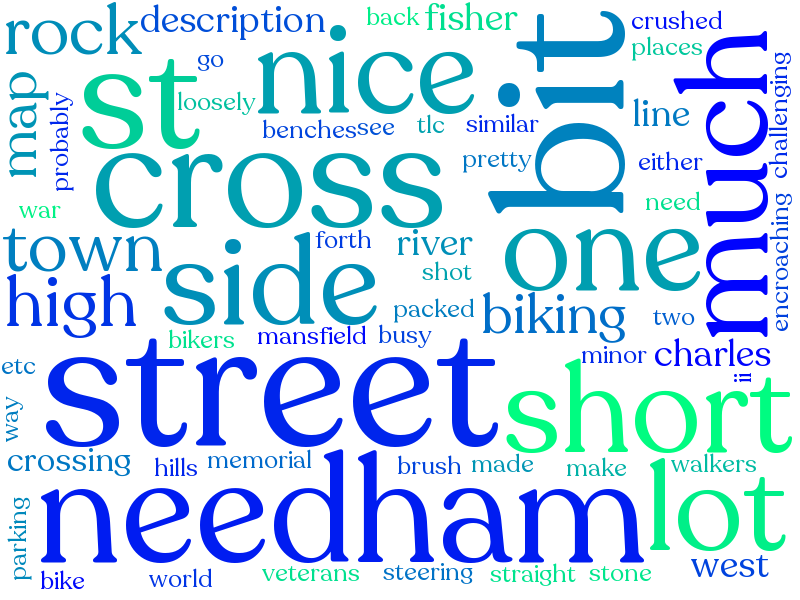 rock
description
back
fisher
bit
crushed
places
much
challenging
go
nice
st
loosely
map
probably
benches
see
tlc
similar
line
cross
pretty
either
war
need
encroaching
town
forth
river
one
side
shot
high
packed
biking
two
bikers
mansfield
busy
etc
street
minor
charles
ii
way
short
crossing
hills
memorial
brush
made
make
walkers
needham
lot
parking
bike
world
veterans
steering
straight
stone
west